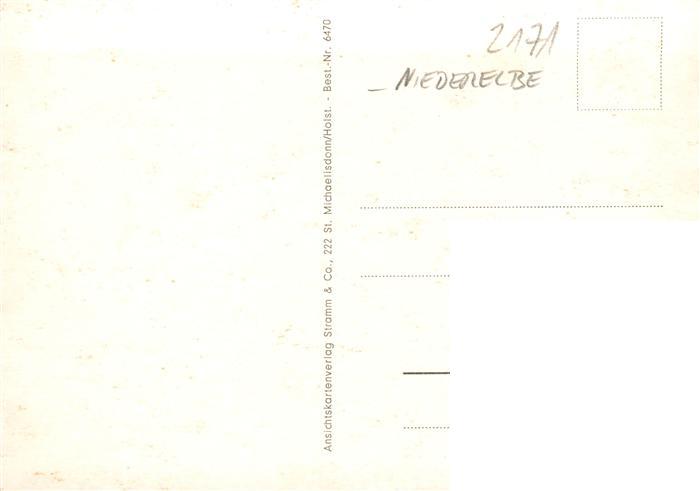 Ansichtskartenverlag Stramm & Co., 222 St. Michaelisdonn/Holst. - Best.-Nr. 6470
2171
- NIEDERELBE